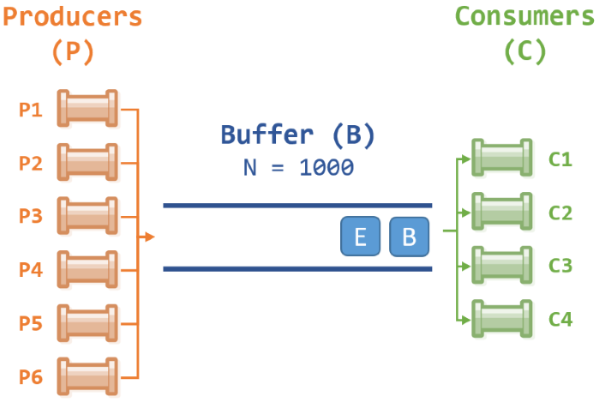 Producers
(P)
Consumers
(C)
Buffer (B)
N = 1000
P1
P2
P3
P4
P5
P6
E B
C1
C2
C3
C4